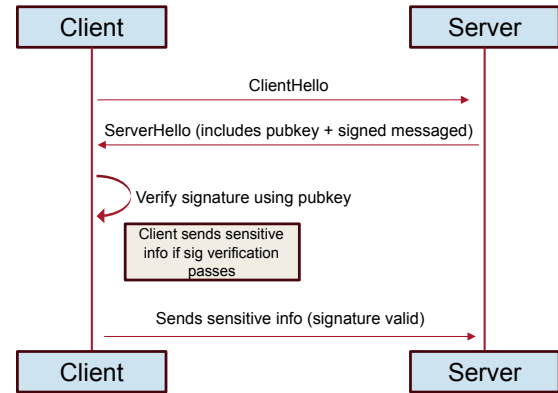 Client
Server
ClientHello
ServerHello (includes pubkey + signed messaged)
Verify signature using pubkey
Client sends sensitive
info if sig verification
passes
Sends sensitive info (signature valid)
Client
Server